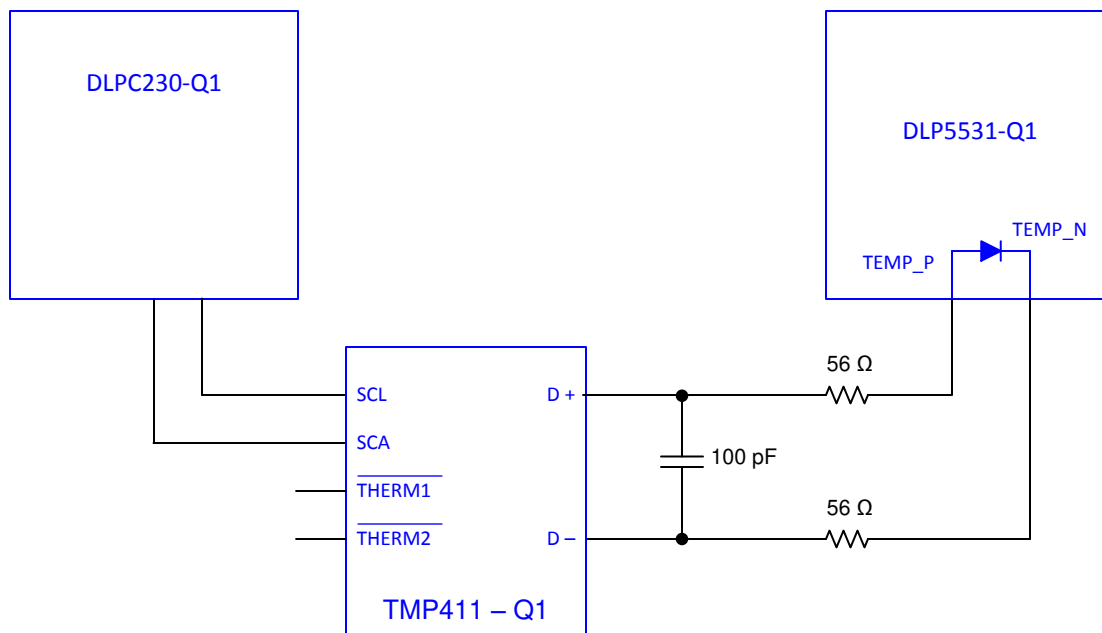 DLPC230-Q1
DLP5531-Q1
TEMP_N
TEMP_P
56 Ω
SCL
D +
SCA
100 pF
THERM1
56 Ω
THERM2
D –
TMP411 – Q1